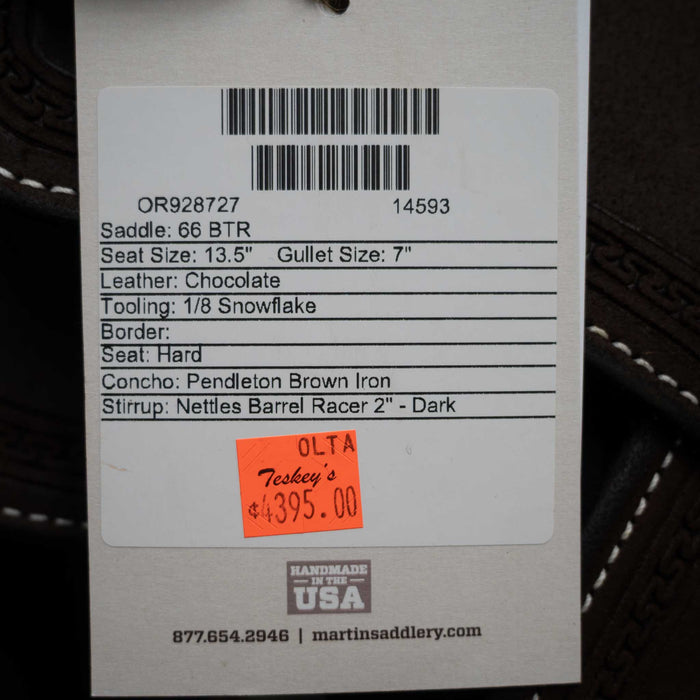 OR928727 14593
Saddle: 66 BTR
Seat Size: 13.5" Gullet Size: 7"
Leather: Chocolate
Tooling: 1/8 Snowflake
Border:
Seat: Hard
Concho: Pendleton Brown Iron
Stirrup: Nettles Barrel Racer 2" - Dark
OLTA
Teskey's
$4395.00
HANDMADE
IN THE
USA
877.654.2946 | martinsaddlery.com